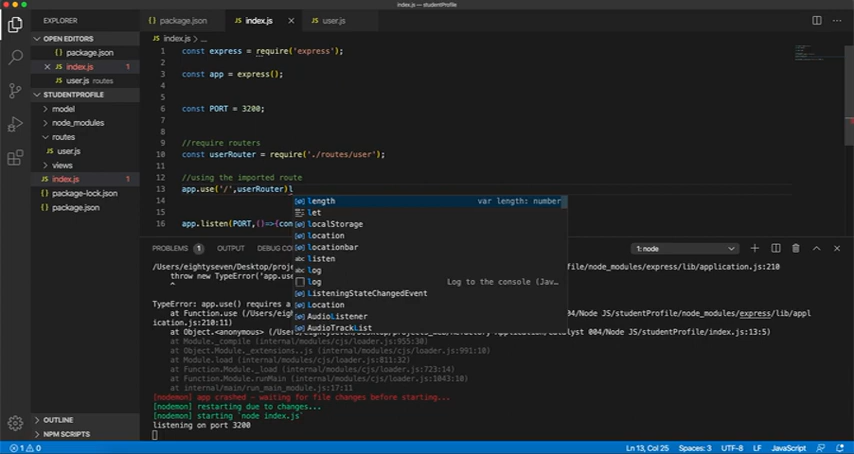 index.js — studentProfile
EXPLORER
OPEN EDITORS
package.json
index.js 1
user.js routes
STUDENTPROFILE
model
node_modules
routes
user.js
views
index.js 1
package-lock.json
package.json
OUTLINE
NPM SCRIPTS
package.json
JS index.js
JS user.js
JS index.js > ...
1 const express = require('express');
2
3 const app = express();
4
5
6 const PORT = 3200;
7
8
9 //require routers
10 const userRouter = require('./routes/user');
11
12 //using the imported route
13 app.use('/',userRouter)l
14
15
16 app.listen(PORT,()=>{con
length var length: number
let
localStorage
location
locationbar
listen
log
log Log to the console (Jav…
ListeningStateChangedEvent
Location
AudioListener
AudioTrackList
PROBLEMS 1 OUTPUT DEBUG CON 1: node
/Users/eightyseven/Desktop/proje file/node_modules/express/lib/application.js:210
throw new TypeError('app.use
^
TypeError: app.use() requires a
at Function.use (/Users/eigh 04/Node JS/studentProfile/node_modules/express/lib/appl
ication.js:210:11)
at Object.<anonymous> (/Users/eightyseven/Desktop/projects_web/Refactory Application/Catalyst 004/Node JS/studentProfile/index.js:13:5)
at Module._compile (internal/modules/cjs/loader.js:955:30)
at Object.Module._extensions..js (internal/modules/cjs/loader.js:991:10)
at Module.load (internal/modules/cjs/loader.js:811:32)
at Function.Module._load (internal/modules/cjs/loader.js:723:14)
at Function.Module.runMain (internal/modules/cjs/loader.js:1043:10)
at internal/main/run_main_module.js:17:11
[nodemon] app crashed - waiting for file changes before starting...
[nodemon] restarting due to changes...
[nodemon] starting `node index.js`
listening on port 3200
1 0 Ln 13, Col 25 Spaces: 3 UTF-8 LF JavaScript